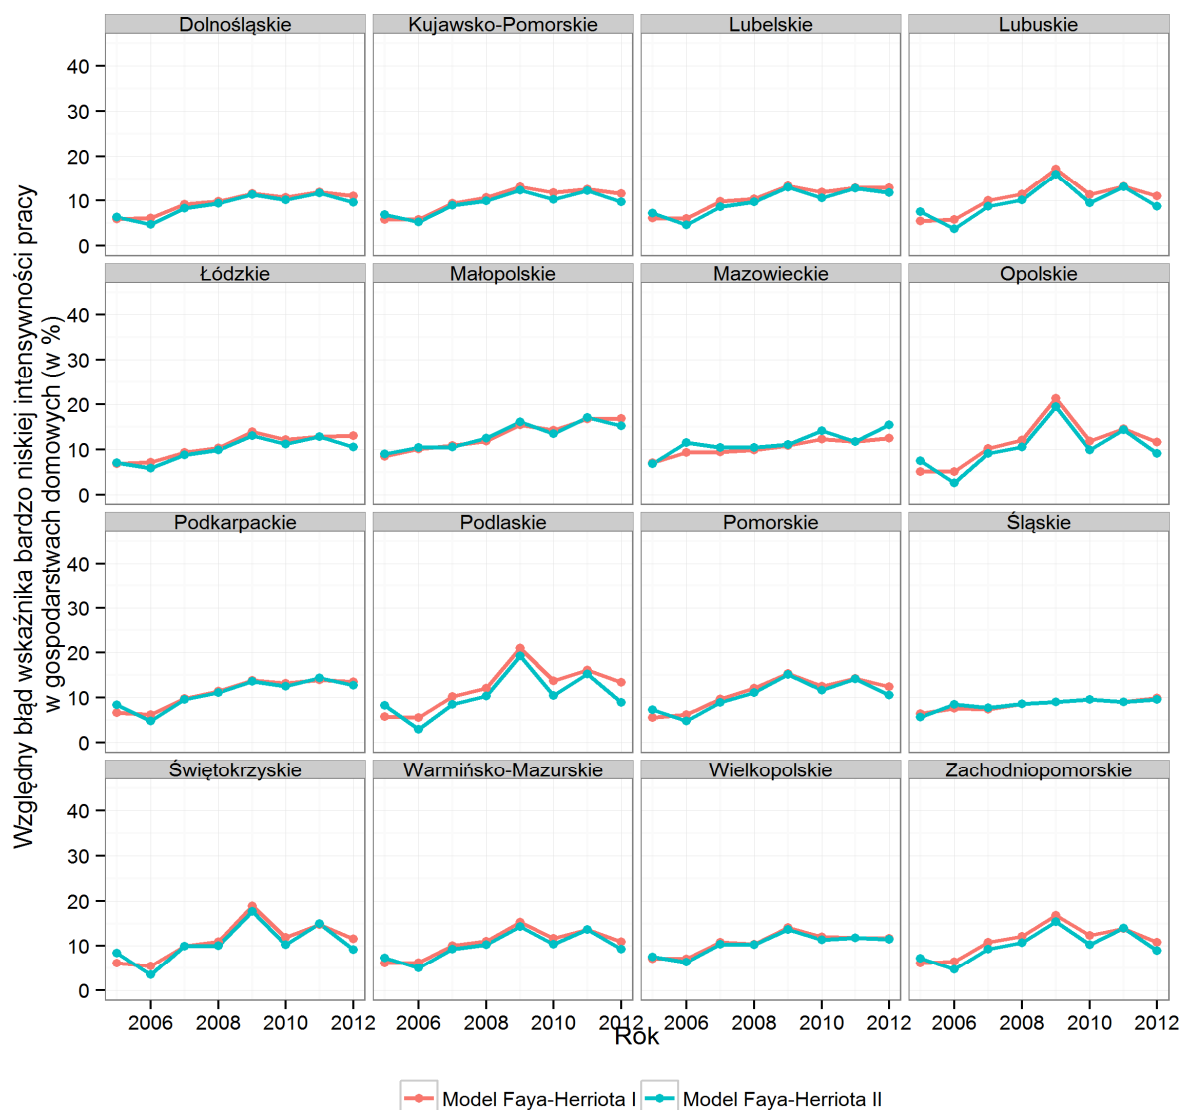 Dolnośląskie Kujawsko-Pomorskie Lubelskie Lubuskie
40
30
20
10
0
Łódzkie Małopolskie Mazowieckie Opolskie
40
30
20
10
0
Podkarpackie Podlaskie Pomorskie Śląskie
40
30
20
10
0
Świętokrzyskie Warmińsko-Mazurskie Wielkopolskie Zachodniopomorskie
40
30
20
10
0
2006 2008 2010 2012 2006 2008 2010 2012 2006 2008 2010 2012 2006 2008 2010 2012
Rok
Względny błąd wskaźnika bardzo niskiej intensywności pracy
w gospodarstwach domowych (w %)
Model Faya-Herriota I Model Faya-Herriota II